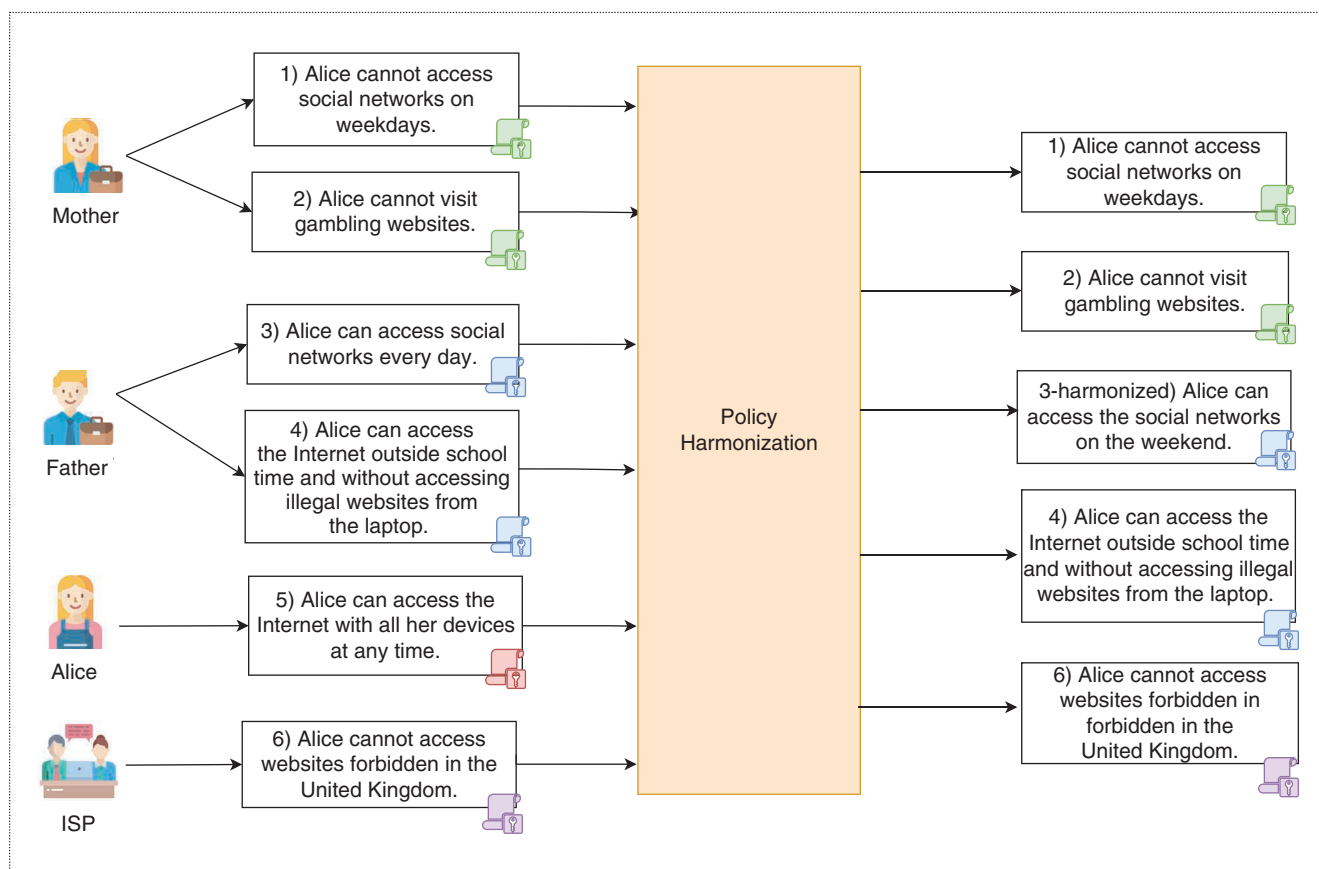 1) Alice cannot access
social networks on
weekdays.
Mother
2) Alice cannot visit
gambling websites.
3) Alice can access social
networks every day.
Father
4) Alice can access
the Internet outside school
time and without accessing
illegal websites from
the laptop.
Alice
5) Alice can access the
Internet with all her devices
at any time.
ISP
6) Alice cannot access
websites forbidden in the
United Kingdom.
Policy
Harmonization
1) Alice cannot access
social networks on
weekdays.
2) Alice cannot visit
gambling websites.
3-harmonized) Alice can
access the social networks
on the weekend.
4) Alice can access the
Internet outside school time
and without accessing illegal
websites from the laptop.
6) Alice cannot access
websites forbidden in
forbidden in the
United Kingdom.